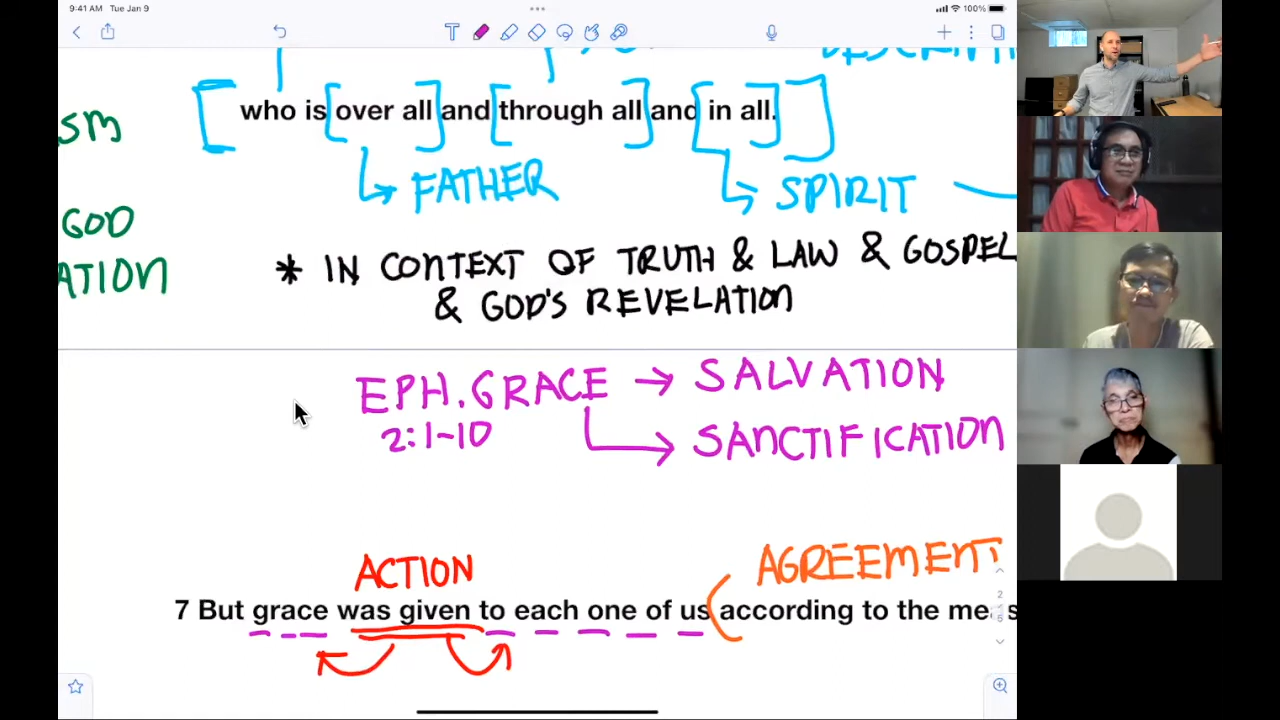 9:41 AM Tue Jan 9
100%
who is over all and through all and in all.
SM
FATHER
SPIRIT
GOD
ATION
* IN CONTEXT OF TRUTH & LAW & GOSPEL
& GOD'S REVELATION
EPH. GRACE → SALVATION
2:1-10
SANCTIFICATION
ACTION
AGREEMENT
7 But grace was given to each one of us according to the meas